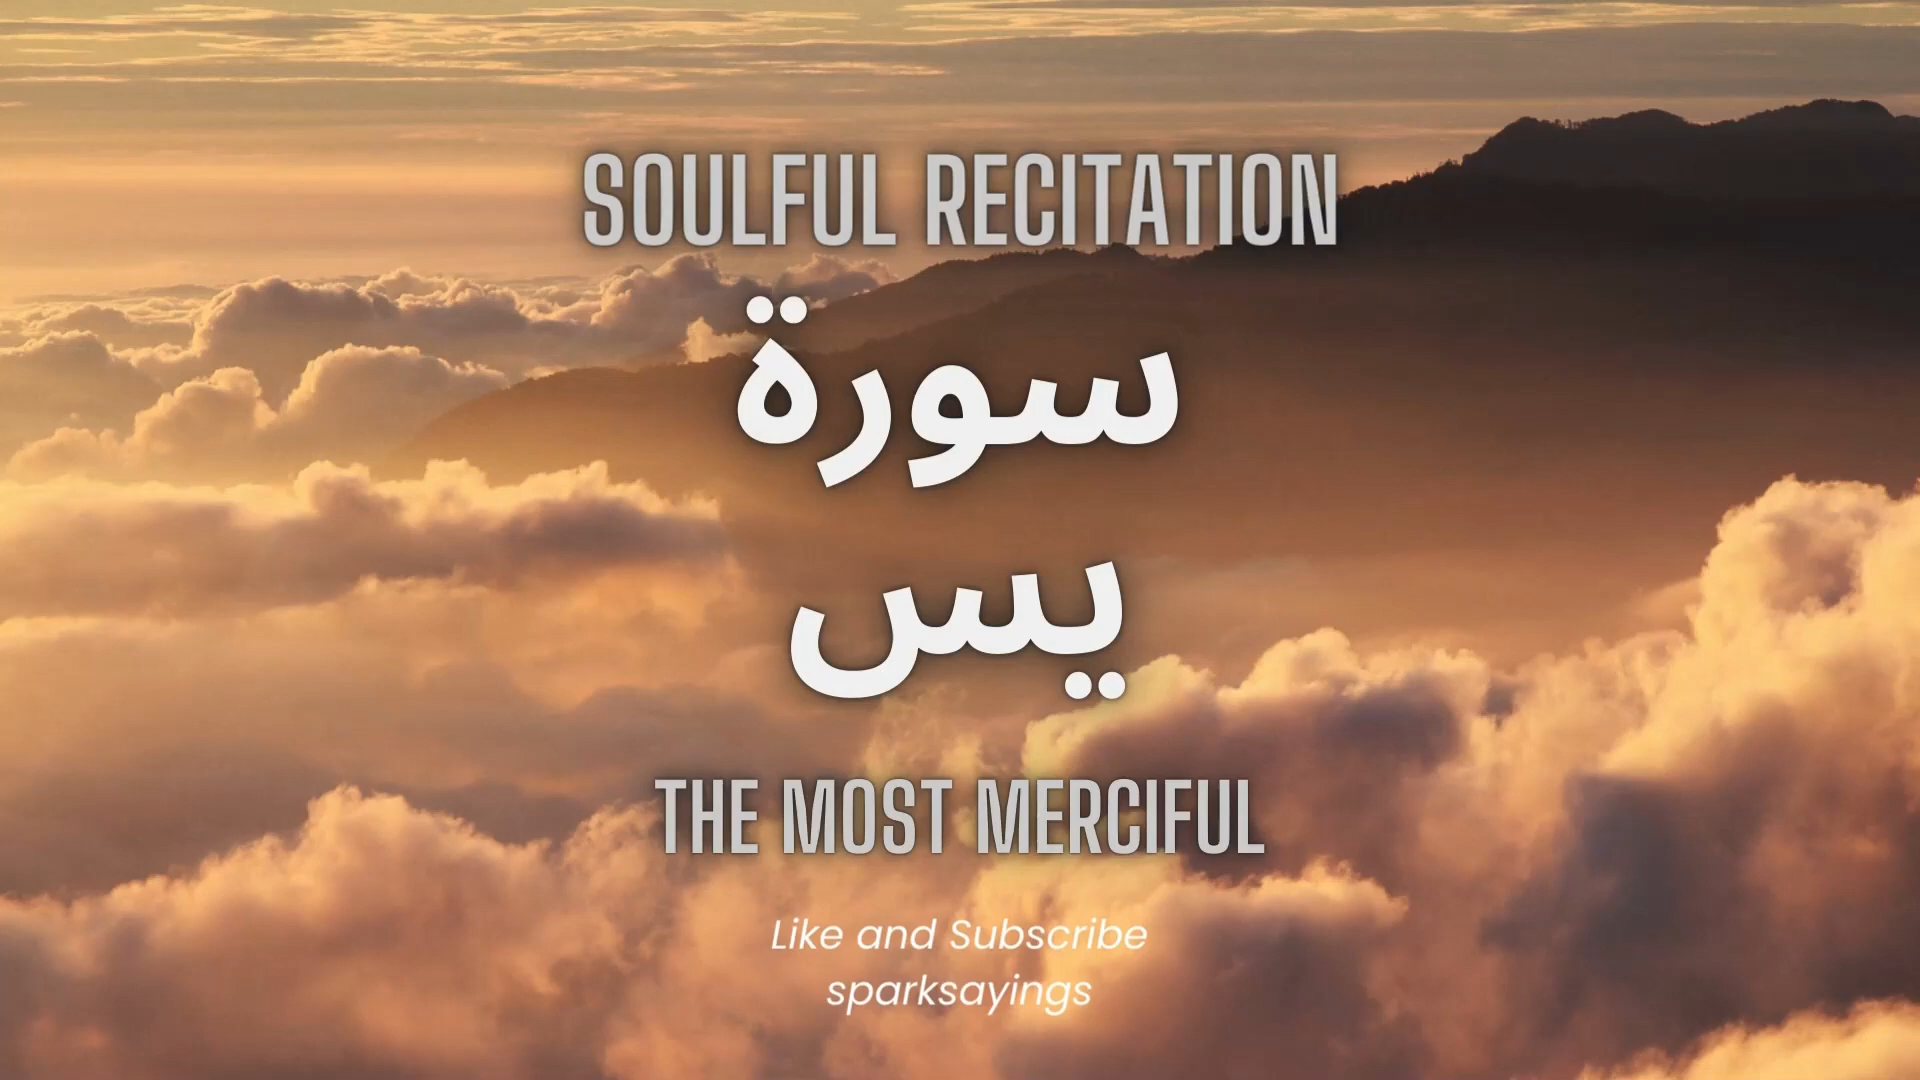 SOULFUL RECITATION
سورة
يس
THE MOST MERCIFUL
Like and Subscribe
sparksayings